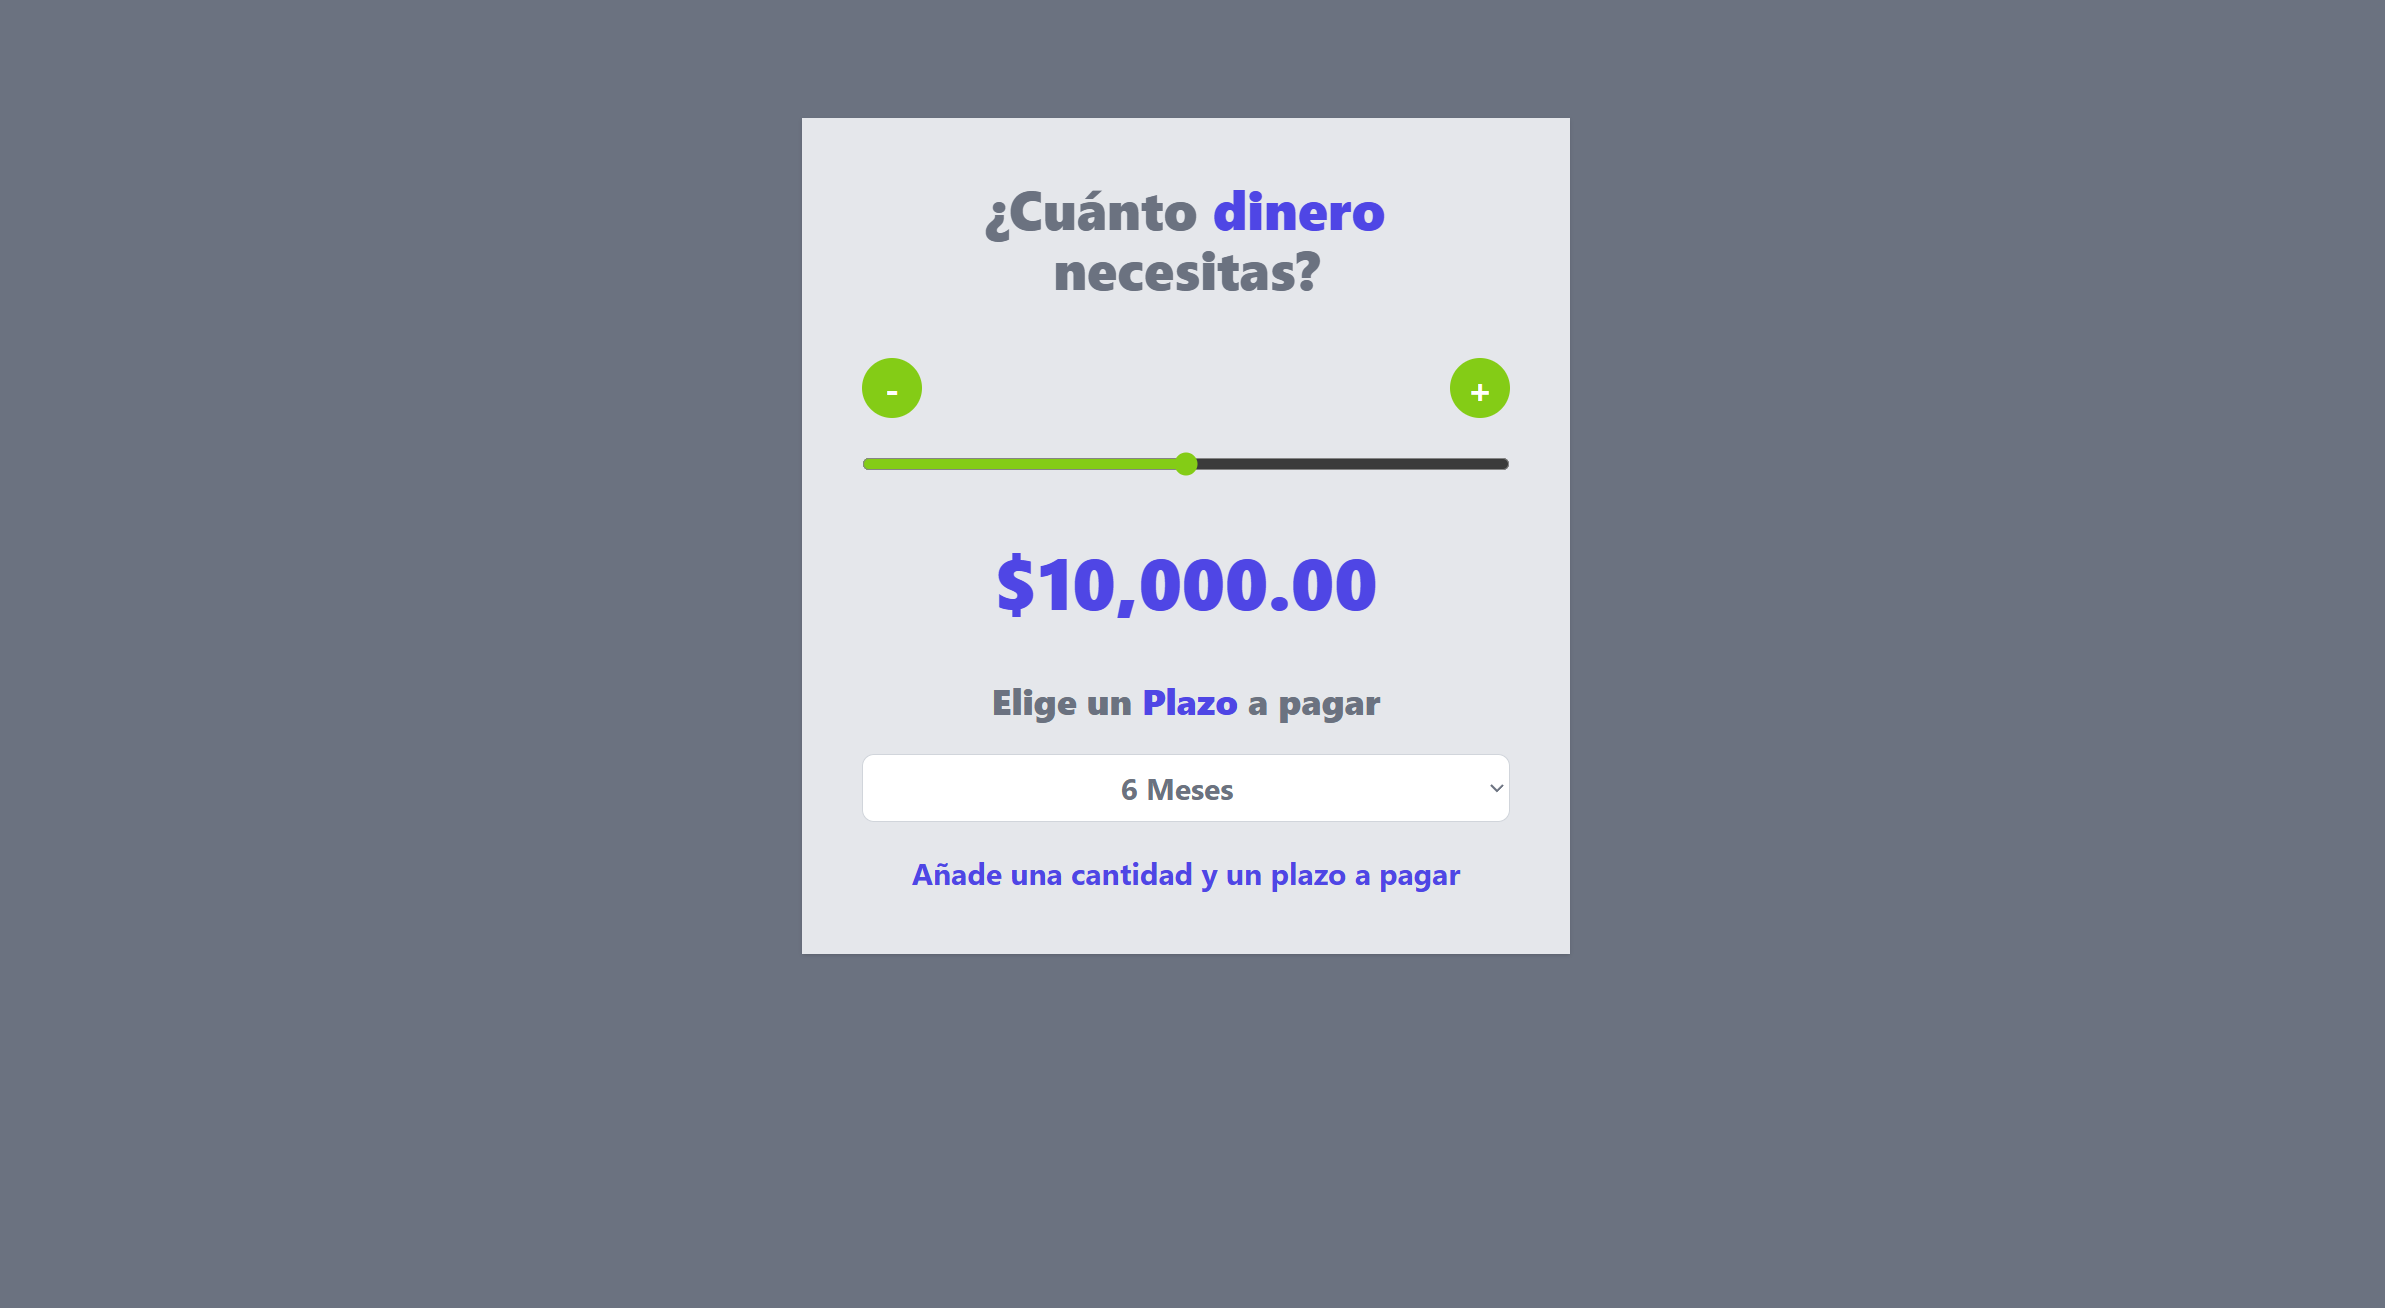 ¿Cuánto dinero
necesitas?
- +
$10,000.00
Elige un Plazo a pagar
6 Meses
Añade una cantidad y un plazo a pagar